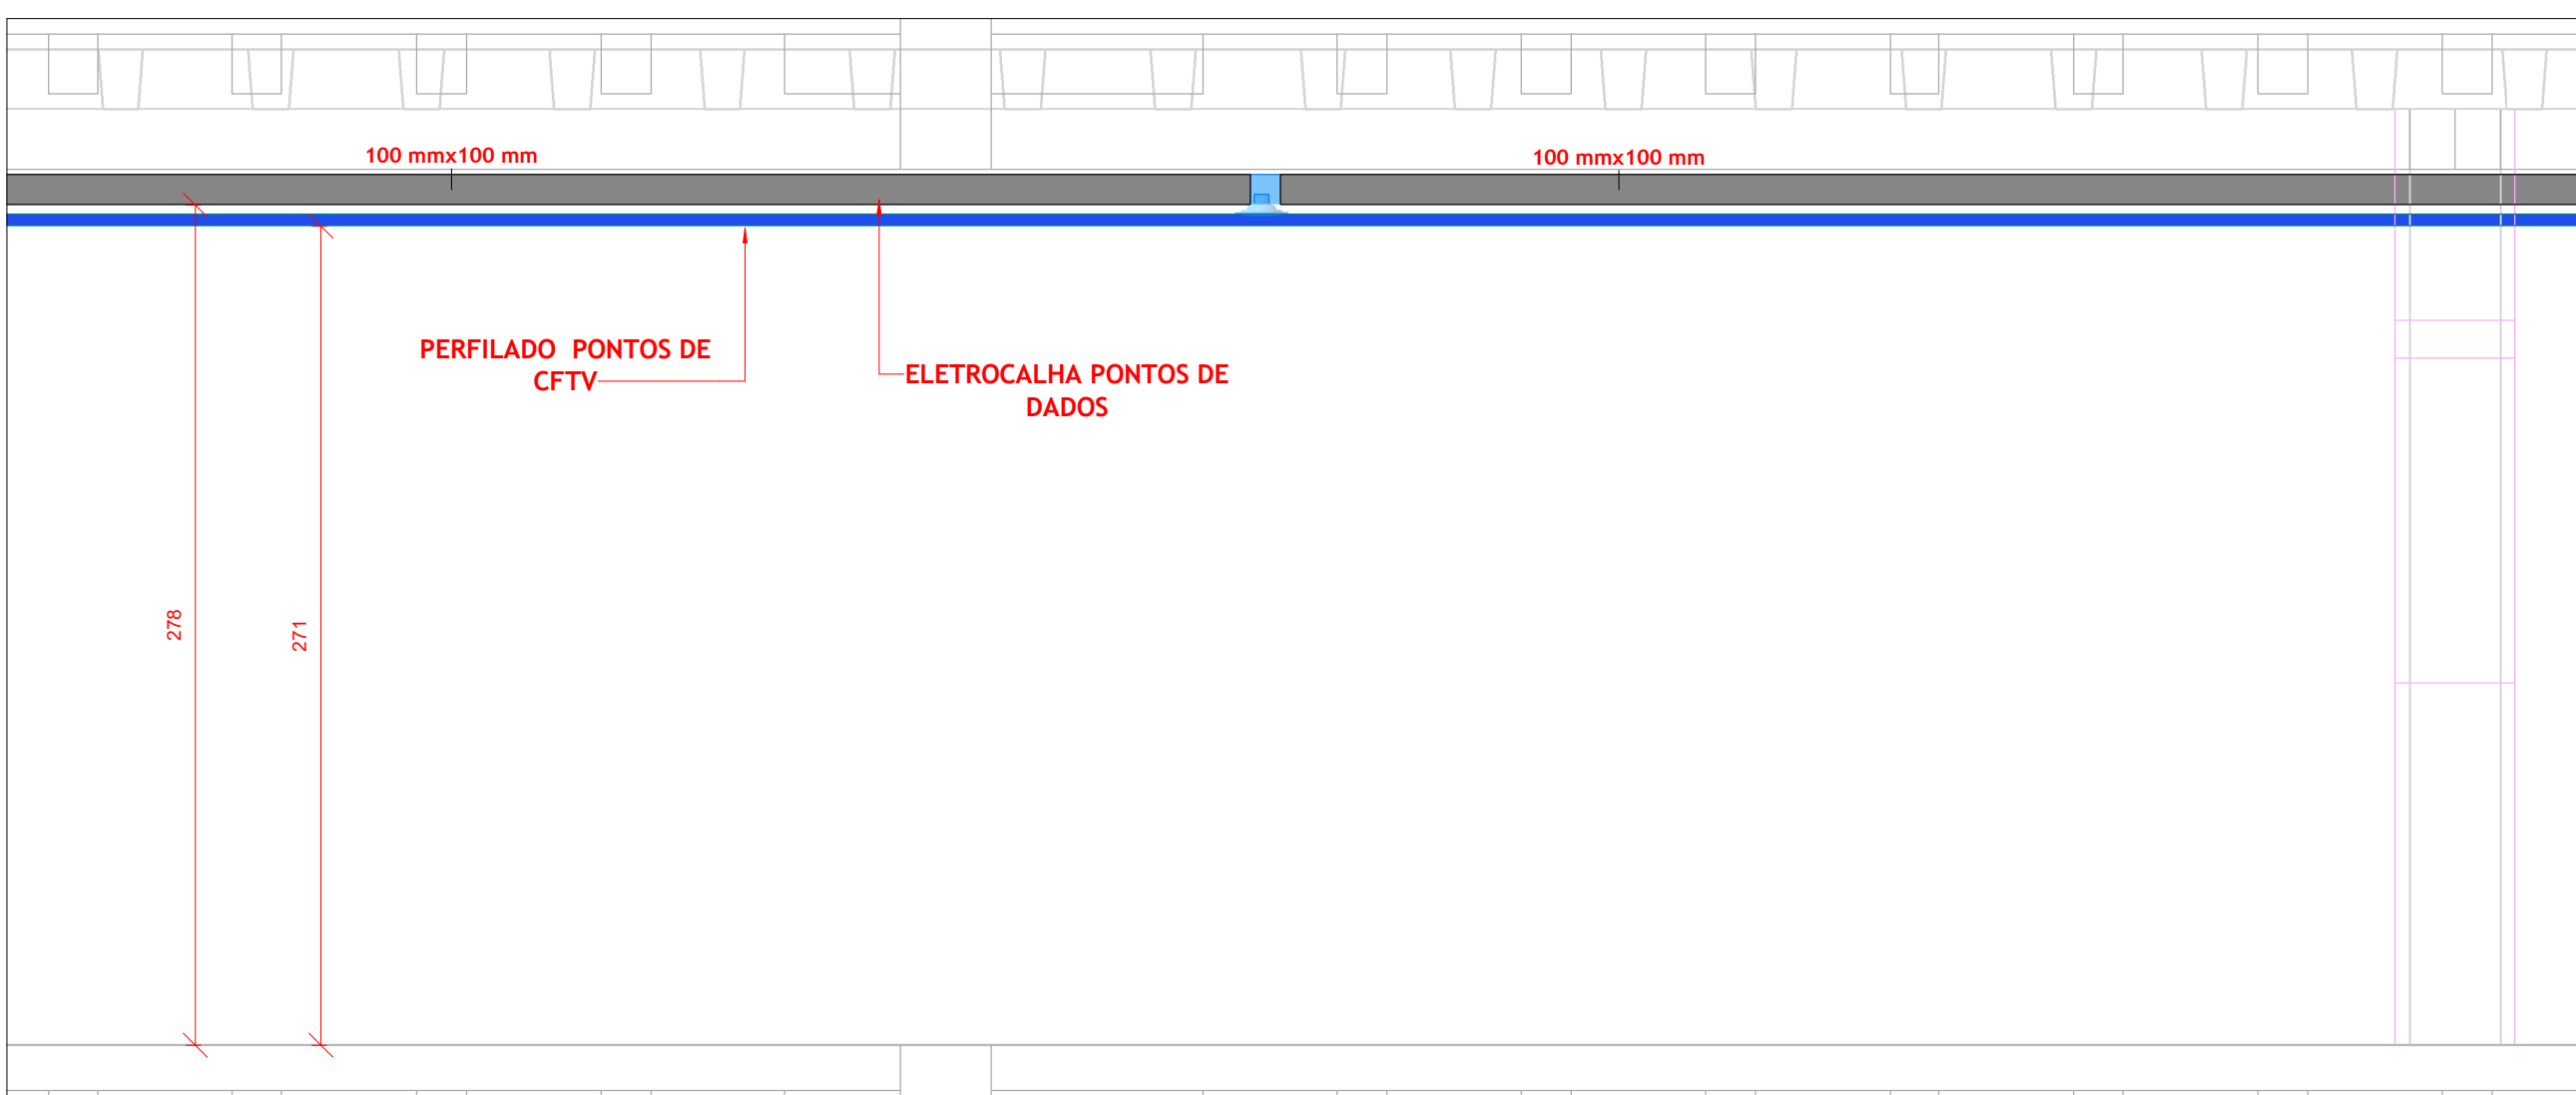 100 mmx100 mm
100 mmx100 mm
PERFILADO  PONTOS DE
CFTV
ELETROCALHA PONTOS DE
DADOS
278
271